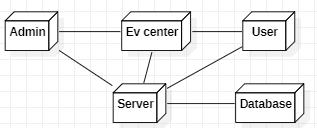 Admin
Ev center
User
Server
Database